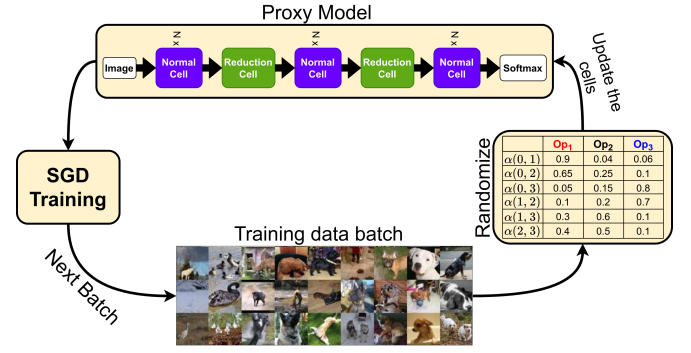 Proxy Model
N x
N x
N x
Image
Normal
Cell
Reduction
Cell
Normal
Cell
Reduction
Cell
Normal
Cell
Softmax
Update the
cells
SGD
Training
Next Batch
Training data batch
Randomize
Op1 Op2 Op3
α(0, 1) 0.9 0.04 0.06
α(0, 2) 0.65 0.25 0.1
α(0, 3) 0.05 0.15 0.8
α(1, 2) 0.1 0.2 0.7
α(1, 3) 0.3 0.6 0.1
α(2, 3) 0.4 0.5 0.1